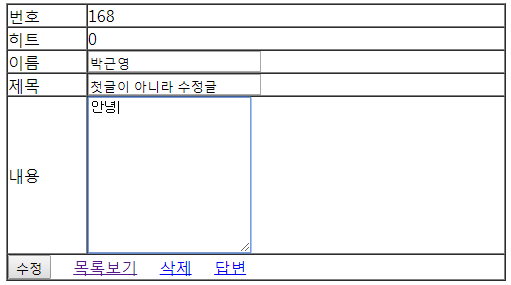 번호 168
히트 0
이름 박근영
제목 첫글이 아니라 수정글
내용 안녕
수정 목록보기 삭제 답변